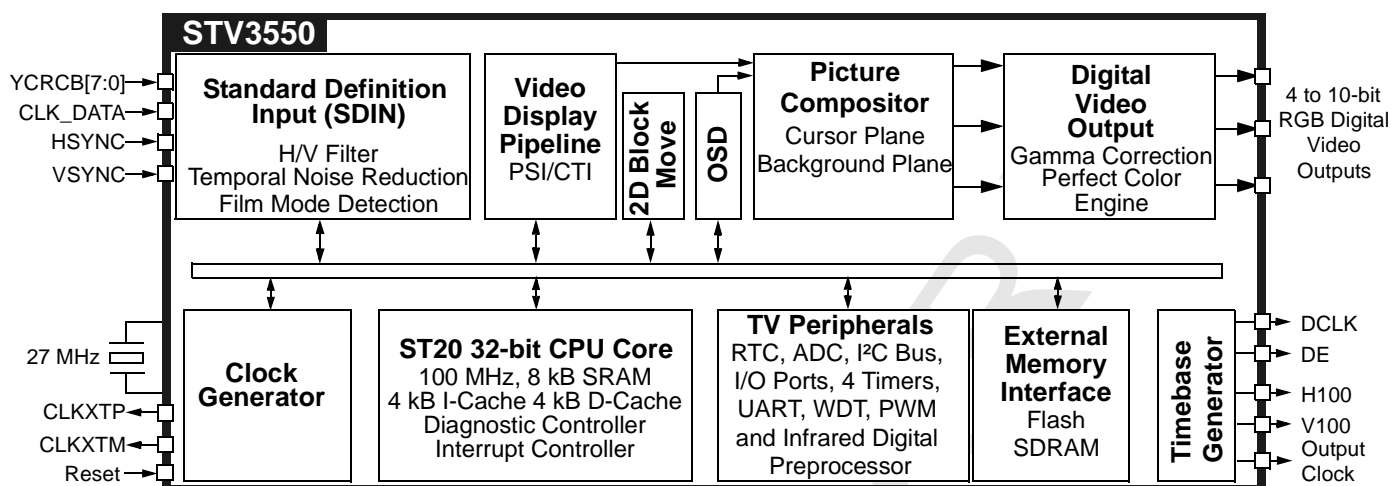 STV3550
YCRCB[7:0]
CLK_DATA
HSYNC
VSYNC
Standard Definition
Input (SDIN)
H/V Filter
Temporal Noise Reduction
Film Mode Detection
Video
Display
Pipeline
PSI/CTI
2D Block
Move
OSD
Picture
Compositor
Cursor Plane
Background Plane
Digital
Video
Output
Gamma Correction
Perfect Color
Engine
4 to 10-bit
RGB Digital
Video
Outputs
27 MHz
CLKXTP
CLKXTM
Reset
Clock
Generator
ST20 32-bit CPU Core
100 MHz, 8 kB SRAM
4 kB I-Cache 4 kB D-Cache
Diagnostic Controller
Interrupt Controller
TV Peripherals
RTC, ADC, I²C Bus,
I/O Ports, 4 Timers,
UART, WDT, PWM
and Infrared Digital
Preprocessor
External
Memory
Interface
Flash
SDRAM
Timebase
Generator
DCLK
DE
H100
V100
Output
Clock